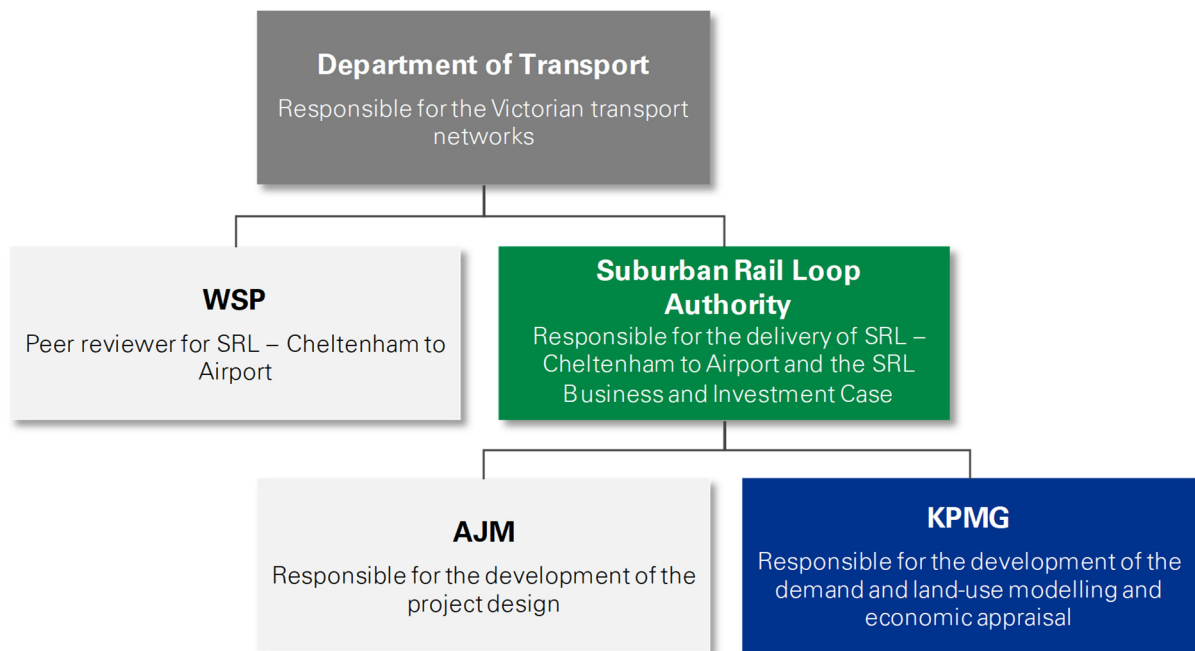 Department of Transport
Responsible for the Victorian transport
networks
WSP
Peer reviewer for SRL – Cheltenham to
Airport
Suburban Rail Loop
Authority
Responsible for the delivery of SRL –
Cheltenham to Airport and the SRL
Business and Investment Case
AJM
Responsible for the development of the
project design
KPMG
Responsible for the development of the
demand and land-use modelling and
economic appraisal